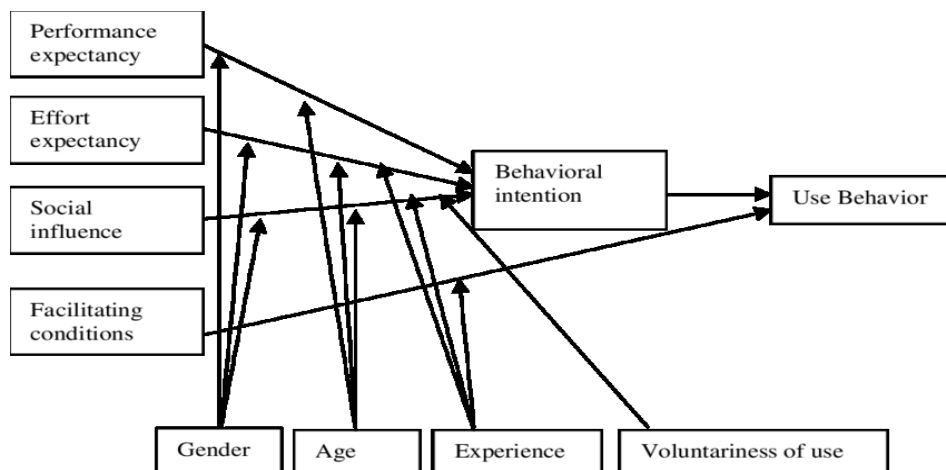 Performance
expectancy
Effort
expectancy
Behavioral
intention
Use Behavior
Social
influence
Facilitating
conditions
Gender
Age
Experience
Voluntariness of use